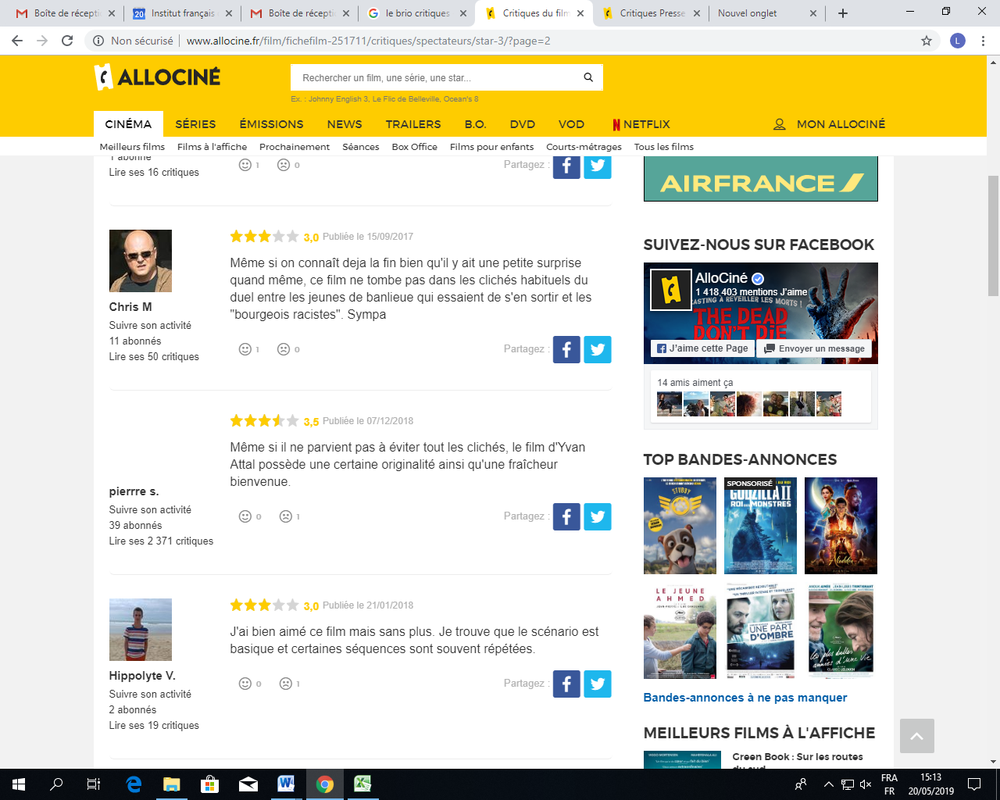 Boîte de réceptio
Institut français
Boîte de réceptio
le brio critiques
Critiques du film
Critiques Presse
Nouvel onglet
Non sécurisé
www.allocine.fr/film/fichefilm-251711/critiques/spectateurs/star-3/?page=2
L
ALLOCINÉ
Rechercher un film, une série, une star...
Ex. : Johnny English 3, Le Flic de Belleville, Ocean's 8
CINÉMA
SÉRIES
ÉMISSIONS
NEWS
TRAILERS
B.O.
DVD
VOD
NETFLIX
MON ALLOCINÉ
Meilleurs films
Films à l'affiche
Prochainement
Séances
Box Office
Films pour enfants
Courts-métrages
Tous les films
1 abonné
Lire ses 16 critiques
1
0
Partagez :
3,0 Publiée le 15/09/2017
Même si on connaît deja la fin bien qu'il y ait une petite surprise
quand même, ce film ne tombe pas dans les clichés habituels du
duel entre les jeunes de banlieue qui essaient de s'en sortir et les
"bourgeois racistes". Sympa
Chris M
Suivre son activité
11 abonnés
Lire ses 50 critiques
1
0
Partagez :
3,5 Publiée le 07/12/2018
Même si il ne parvient pas à éviter tout les clichés, le film d'Yvan
Attal possède une certaine originalité ainsi qu'une fraîcheur
bienvenue.
pierrre s.
Suivre son activité
39 abonnés
Lire ses 2 371 critiques
0
1
Partagez :
3,0 Publiée le 21/01/2018
J'ai bien aimé ce film mais sans plus. Je trouve que le scénario est
basique et certaines séquences sont souvent répétées.
Hippolyte V.
Suivre son activité
2 abonnés
Lire ses 19 critiques
0
1
Partagez :
AIRFRANCE
SUIVEZ-NOUS SUR FACEBOOK
AlloCiné
1 418 403 mentions J'aime
CASTING À RÉVEILLER LES MORTS !
THE DEAD
DON'T DIE
J'aime cette Page
Envoyer un message
14 amis aiment ça
TOP BANDES-ANNONCES
STUBBY
SPONSORISÉ
GODZILLA II
ROI DES MONSTRES
Aladdin
LE JEUNE
AHMED
UNE PART
D'OMBRE
les plus belles
années d'une Vie
CLAUDE LELOUCH
Bandes-annonces à ne pas manquer
MEILLEURS FILMS À L'AFFICHE
VIGGO MORTENSEN
MAHERSHALA ALI
Green Book : Sur les routes
du sud
FRA
FR
15:13
20/05/2019